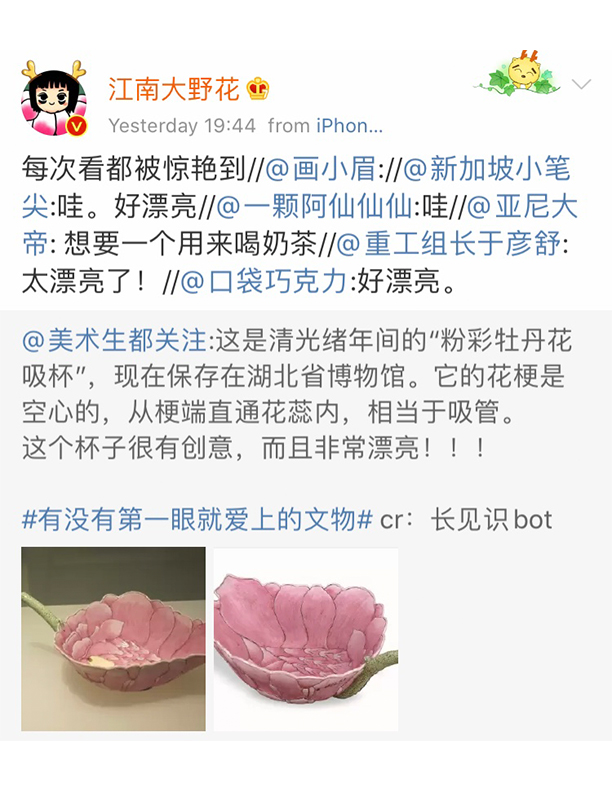 江南大野花
Yesterday 19:44 from iPhon...
每次看都被惊艳到//@画小眉://@新加坡小笔
尖:哇。好漂亮//@一颗阿仙仙仙:哇//@亚尼大
帝: 想要一个用来喝奶茶//@重工组长于彦舒:
太漂亮了！//@口袋巧克力:好漂亮。
@美术生都关注:这是清光绪年间的“粉彩牡丹花
吸杯”，现在保存在湖北省博物馆。它的花梗是
空心的，从梗端直通花蕊内，相当于吸管。
这个杯子很有创意，而且非常漂亮！！！
#有没有第一眼就爱上的文物# cr：长见识bot